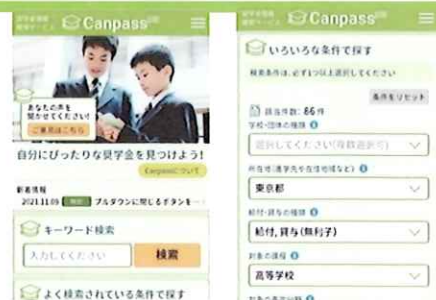 Canpass
あなたの声を
聞かせてください!
ご意見はこちら
自分にぴったりな奨学金を見つけよう!
Canpassについて
新着情報
2021.11.09 プルダウンに閉じるボタンを…
キーワード検索
入力してください
検索
よく検索されている条件で探す
Canpass
いろいろな条件で探す
検索条件は、必ず1つ以上選択してください
条件をリセット
該当件数: 86件
学校・団体の種類
選択してください(複数選択可)
所在地(進学先や在住地域など)
東京都
給付・貸与の種類
給付, 貸与(無利子)
対象の課程
高等学校